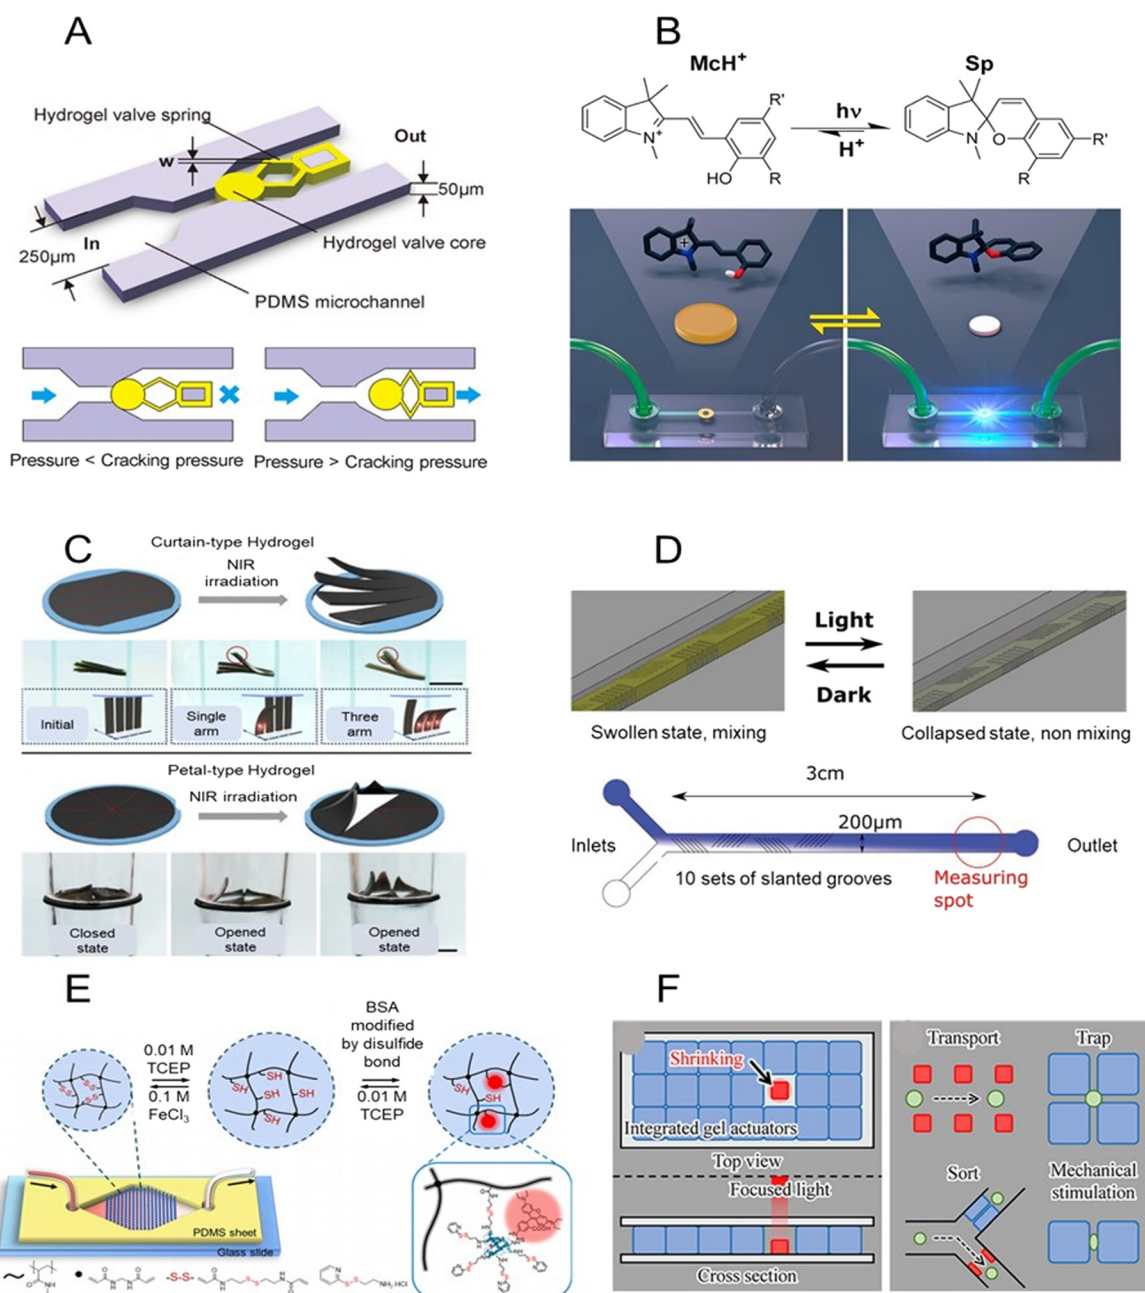 A
Hydrogel valve spring
Out
w
50μm
In
250μm
Hydrogel valve core
PDMS microchannel
Pressure < Cracking pressure
Pressure > Cracking pressure
B
McH+
Sp
R'
hν
H+
N+
HO
R
N
O
R'
R
+
C
Curtain-type Hydrogel
NIR
irradiation
Initial
Single
arm
Three
arm
Petal-type Hydrogel
NIR irradiation
Closed
state
Opened
state
Opened
state
D
Light
Dark
Swollen state, mixing
Collapsed state, non mixing
3cm
200μm
Inlets
Outlet
10 sets of slanted grooves
Measuring
spot
E
BSA
modified
by disulfide
bond
0.01 M
TCEP
0.1 M
FeCl3
0.01 M
TCEP
SH
SH
SH
SH
SH
SH
SH
PDMS sheet
Glass slide
-S-S-
NH2·HCl
F
Shrinking
Integrated gel actuators
Top view
Focused light
Cross section
Transport
Trap
Sort
Mechanical
stimulation